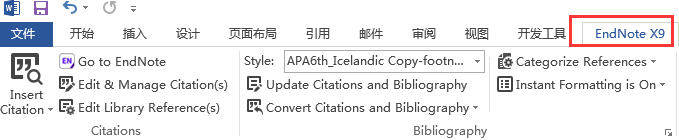 文件 开始 插入 设计 页面布局 引用 邮件 审阅 视图 开发工具 EndNote X9
Insert Citation
Go to EndNote
Edit & Manage Citation(s)
Edit Library Reference(s)
Citations
Style: APA6th_Icelandic Copy-footn...
Update Citations and Bibliography
Convert Citations and Bibliography
Bibliography
Categorize References
Instant Formatting is On